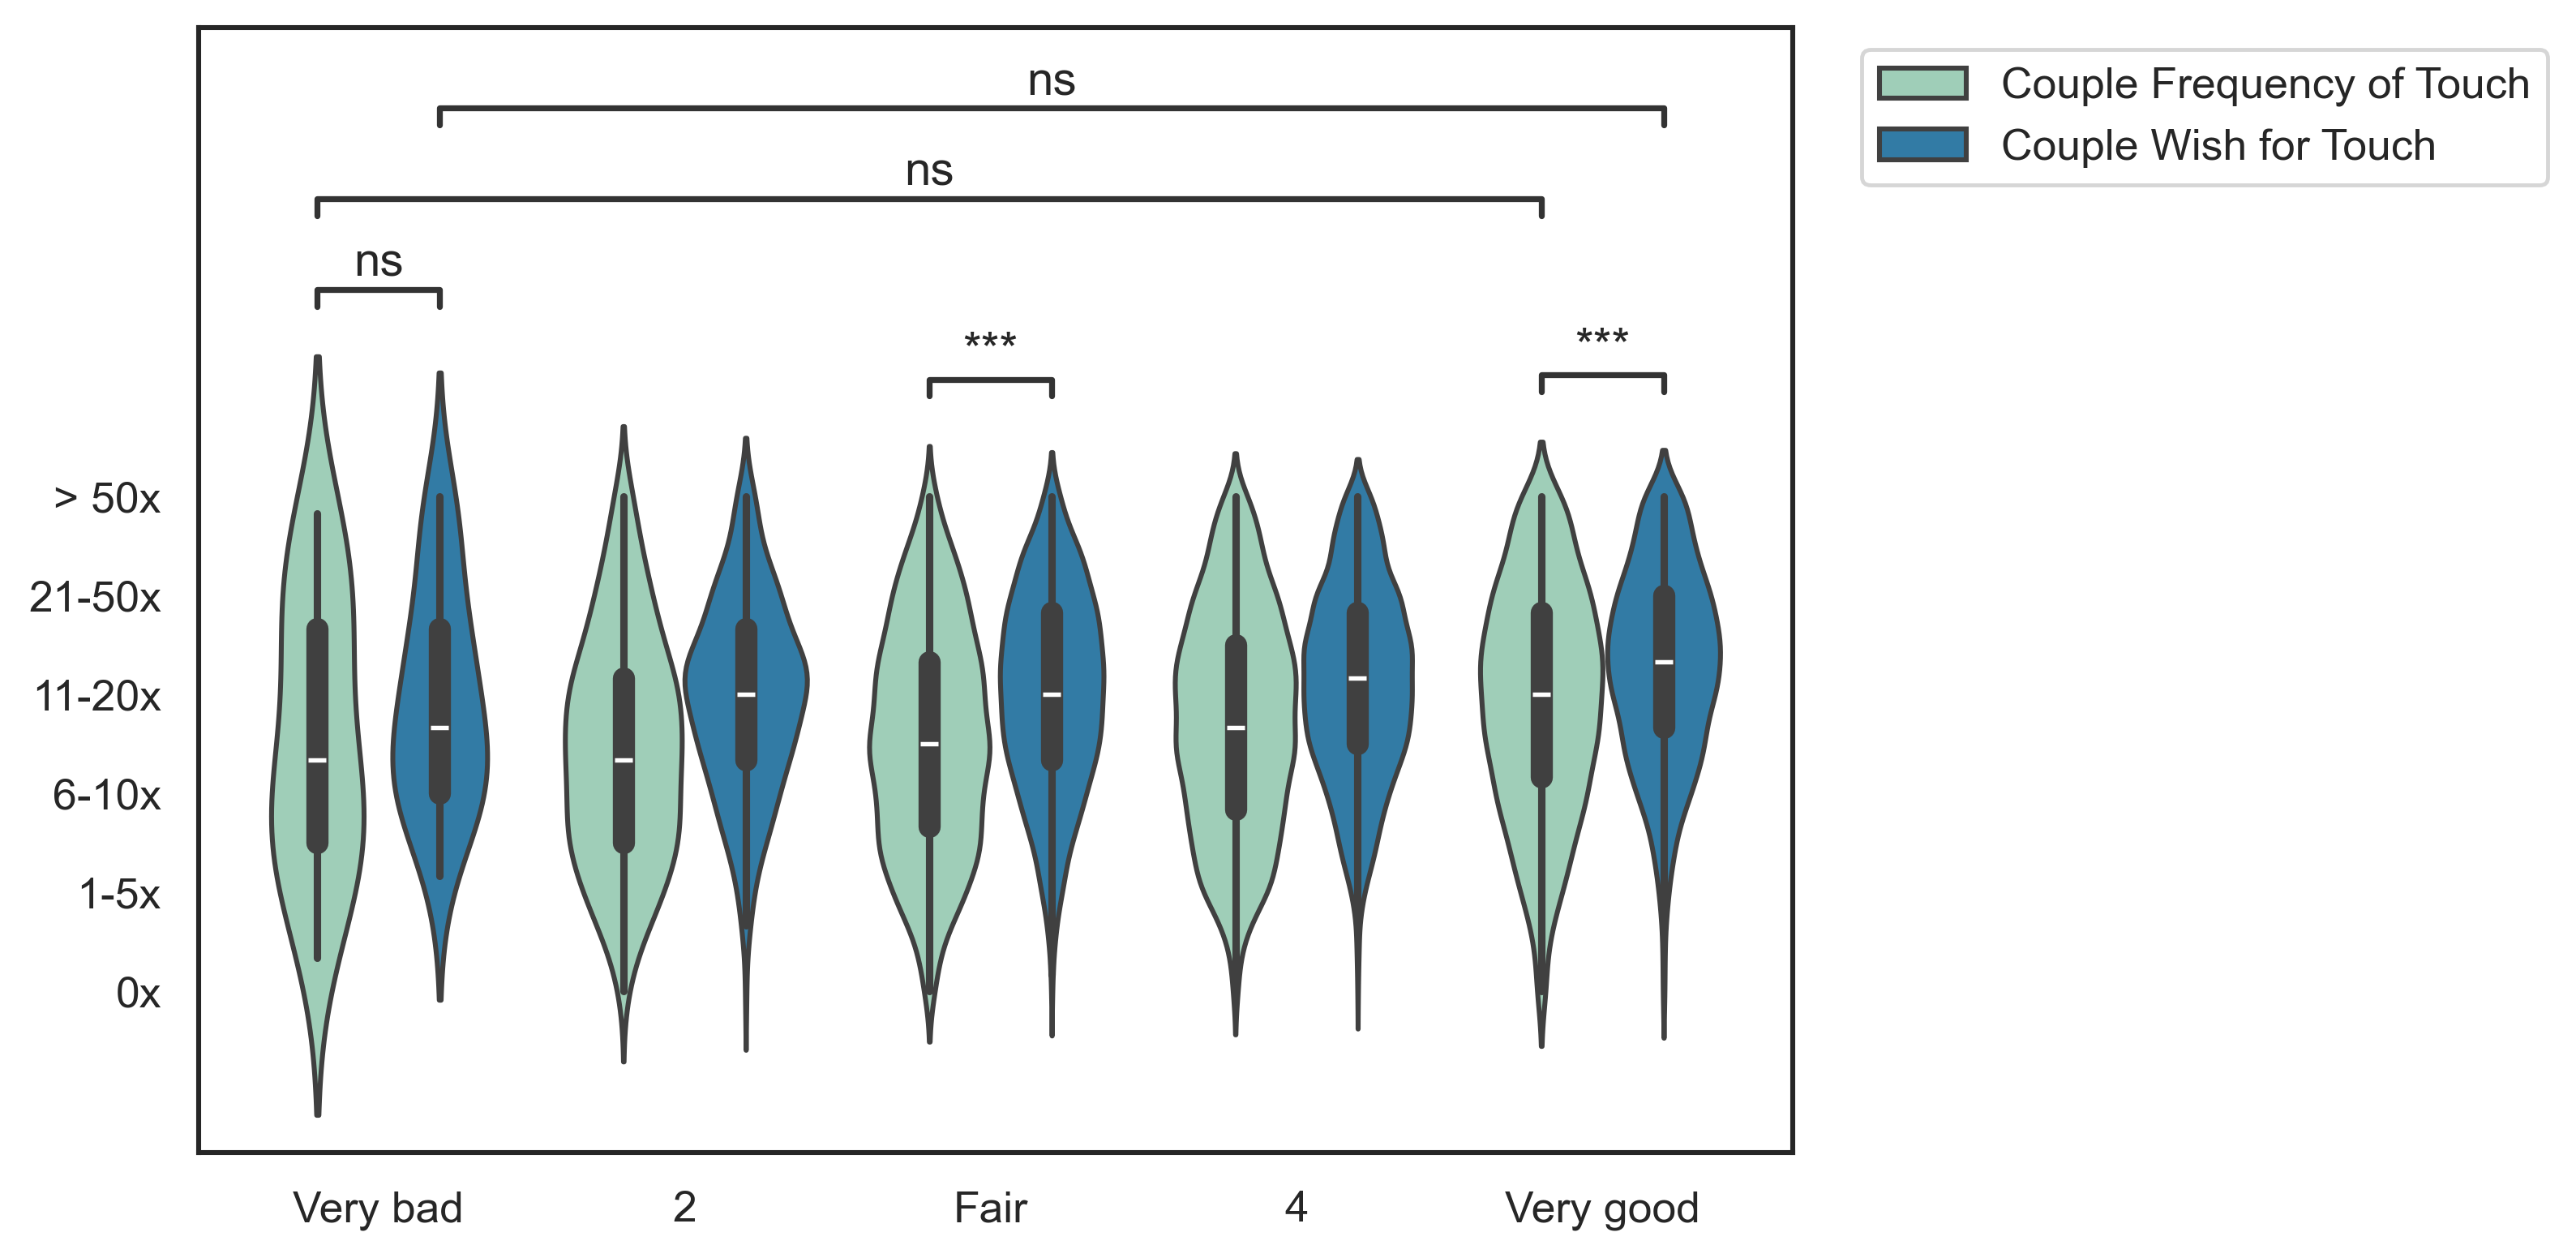 ns
ns
ns
***
***
> 50x
21-50x
11-20x
6-10x
1-5x
0x
Very bad
2
Fair
4
Very good
Couple Frequency of Touch
Couple Wish for Touch